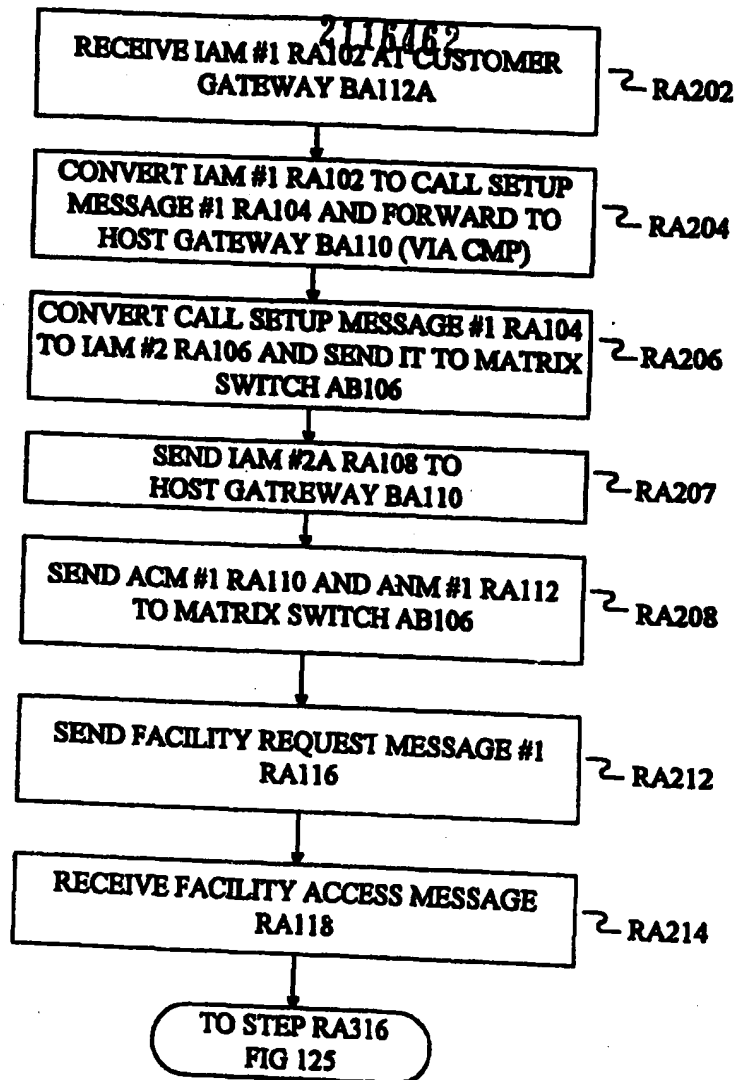 2116462
RECEIVE IAM #1 RA102 AT CUSTOMER
GATEWAY BA112A
RA202
CONVERT IAM #1 RA102 TO CALL SETUP
MESSAGE #1 RA104 AND FORWARD TO
HOST GATEWAY BA110 (VIA CMP)
RA204
CONVERT CALL SETUP MESSAGE #1 RA104
TO IAM #2 RA106 AND SEND IT TO MATRIX
SWITCH AB106
RA206
SEND IAM #2A RA108 TO
HOST GATREWAY BA110
RA207
SEND ACM #1 RA110 AND ANM #1 RA112
TO MATRIX SWITCH AB106
RA208
SEND FACILITY REQUEST MESSAGE #1
RA116
RA212
RECEIVE FACILITY ACCESS MESSAGE
RA118
RA214
TO STEP RA316
FIG 125